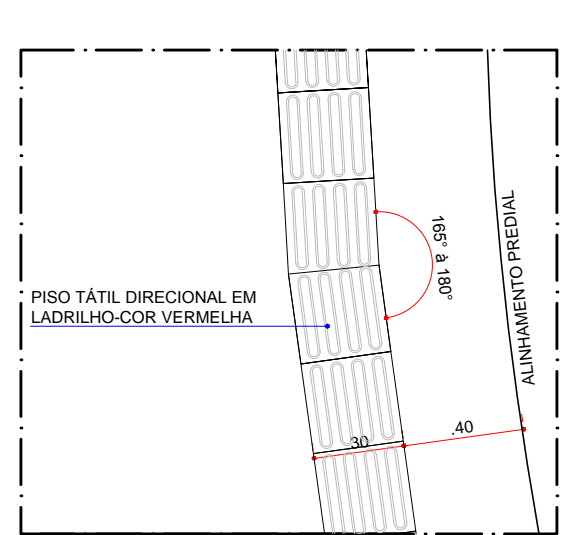 165° à 180°
ALINHAMENTO PREDIAL
PISO TÁTIL DIRECIONAL EM
LADRILHO-COR VERMELHA
.30
.40